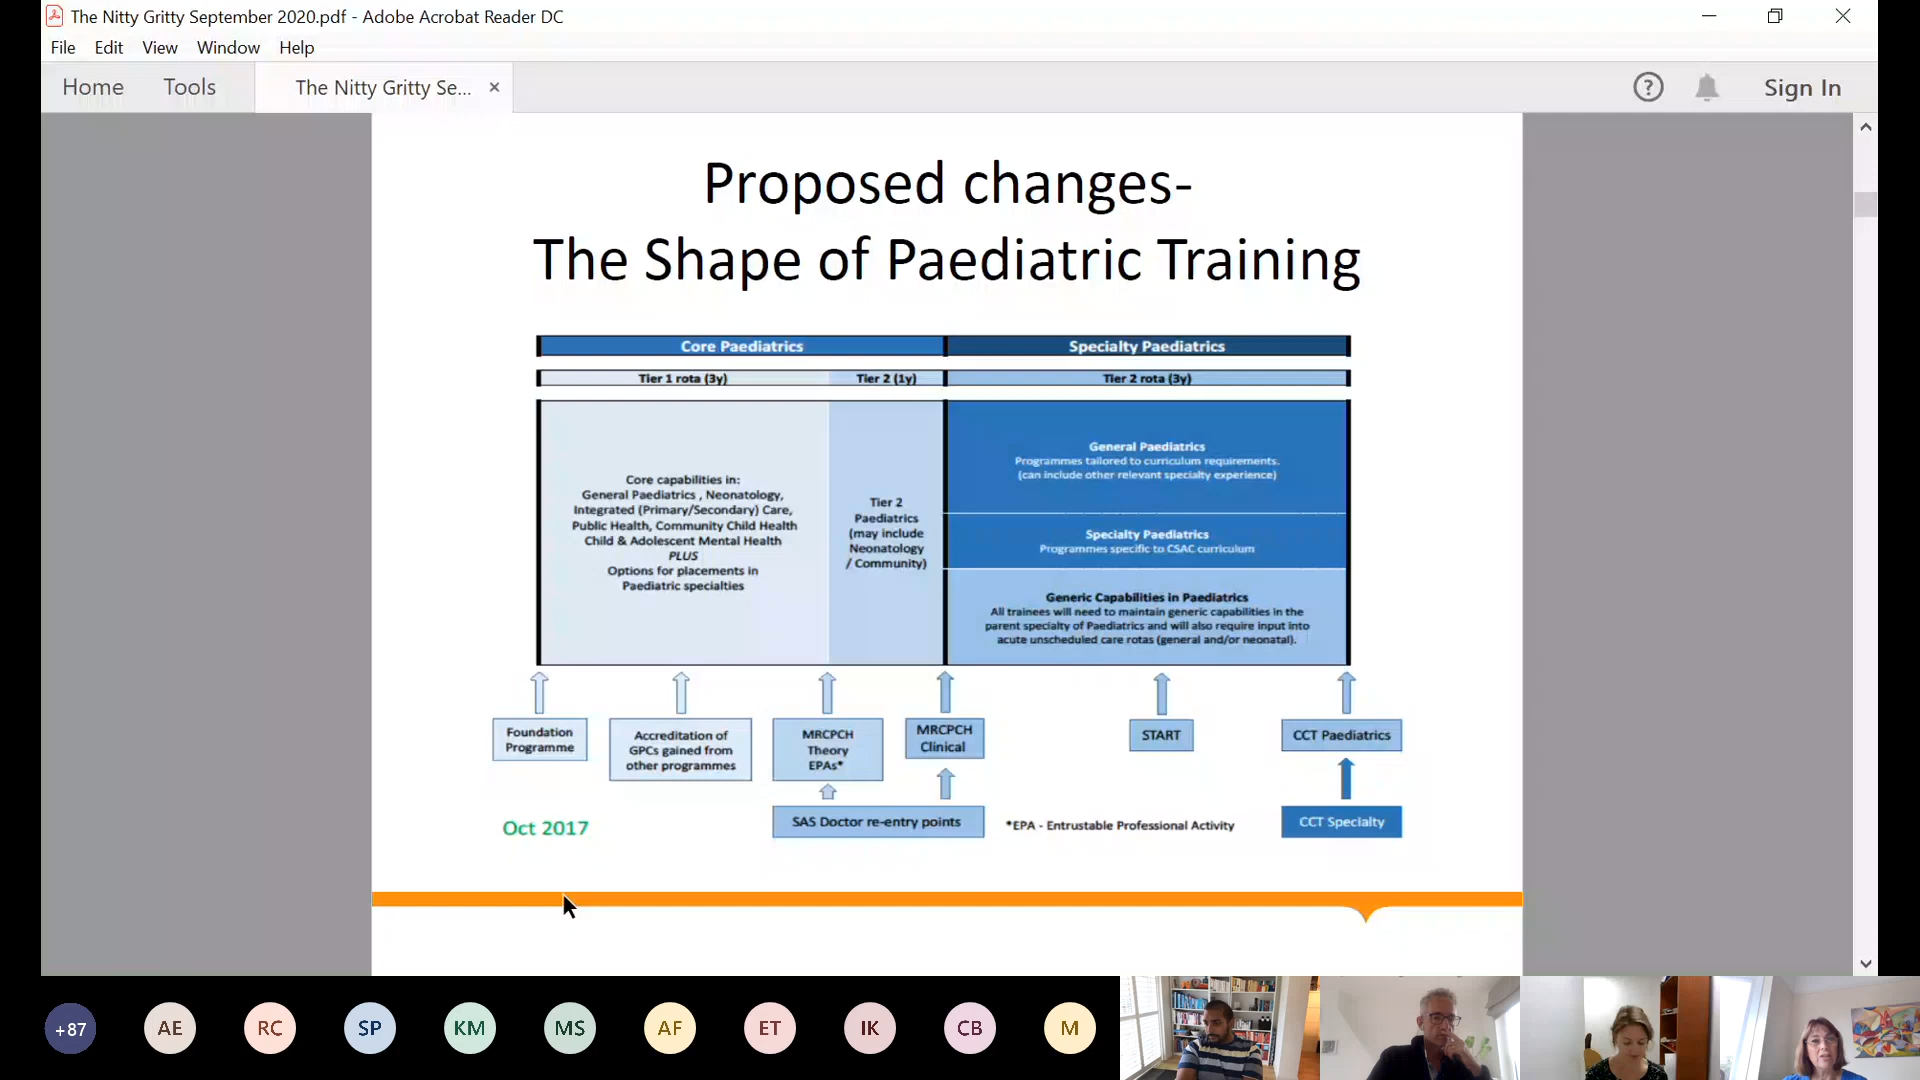 The Nitty Gritty September 2020.pdf - Adobe Acrobat Reader DC
File Edit View Window Help
Home Tools The Nitty Gritty Se... × ? Sign In
Proposed changes-
The Shape of Paediatric Training
Core Paediatrics Specialty Paediatrics
Tier 1 rota (3y) Tier 2 (1y) Tier 2 rota (3y)
Core capabilities in:
General Paediatrics , Neonatology,
Integrated (Primary/Secondary) Care,
Public Health, Community Child Health
Child & Adolescent Mental Health
PLUS
Options for placements in
Paediatric specialties
Tier 2
Paediatrics
(may include
Neonatology
/ Community)
General Paediatrics
Programmes tailored to curriculum requirements.
(can include other relevant specialty experience)
Specialty Paediatrics
Programmes specific to CSAC curriculum
Generic Capabilities in Paediatrics
All trainees will need to maintain generic capabilities in the
parent specialty of Paediatrics and will also require input into
acute unscheduled care rotas (general and/or neonatal).
Foundation
Programme
Accreditation of
GPCs gained from
other programmes
MRCPCH
Theory
EPAs*
MRCPCH
Clinical
START
CCT Paediatrics
SAS Doctor re-entry points
*EPA - Entrustable Professional Activity
CCT Specialty
Oct 2017
+87 AE RC SP KM MS AF ET IK CB M